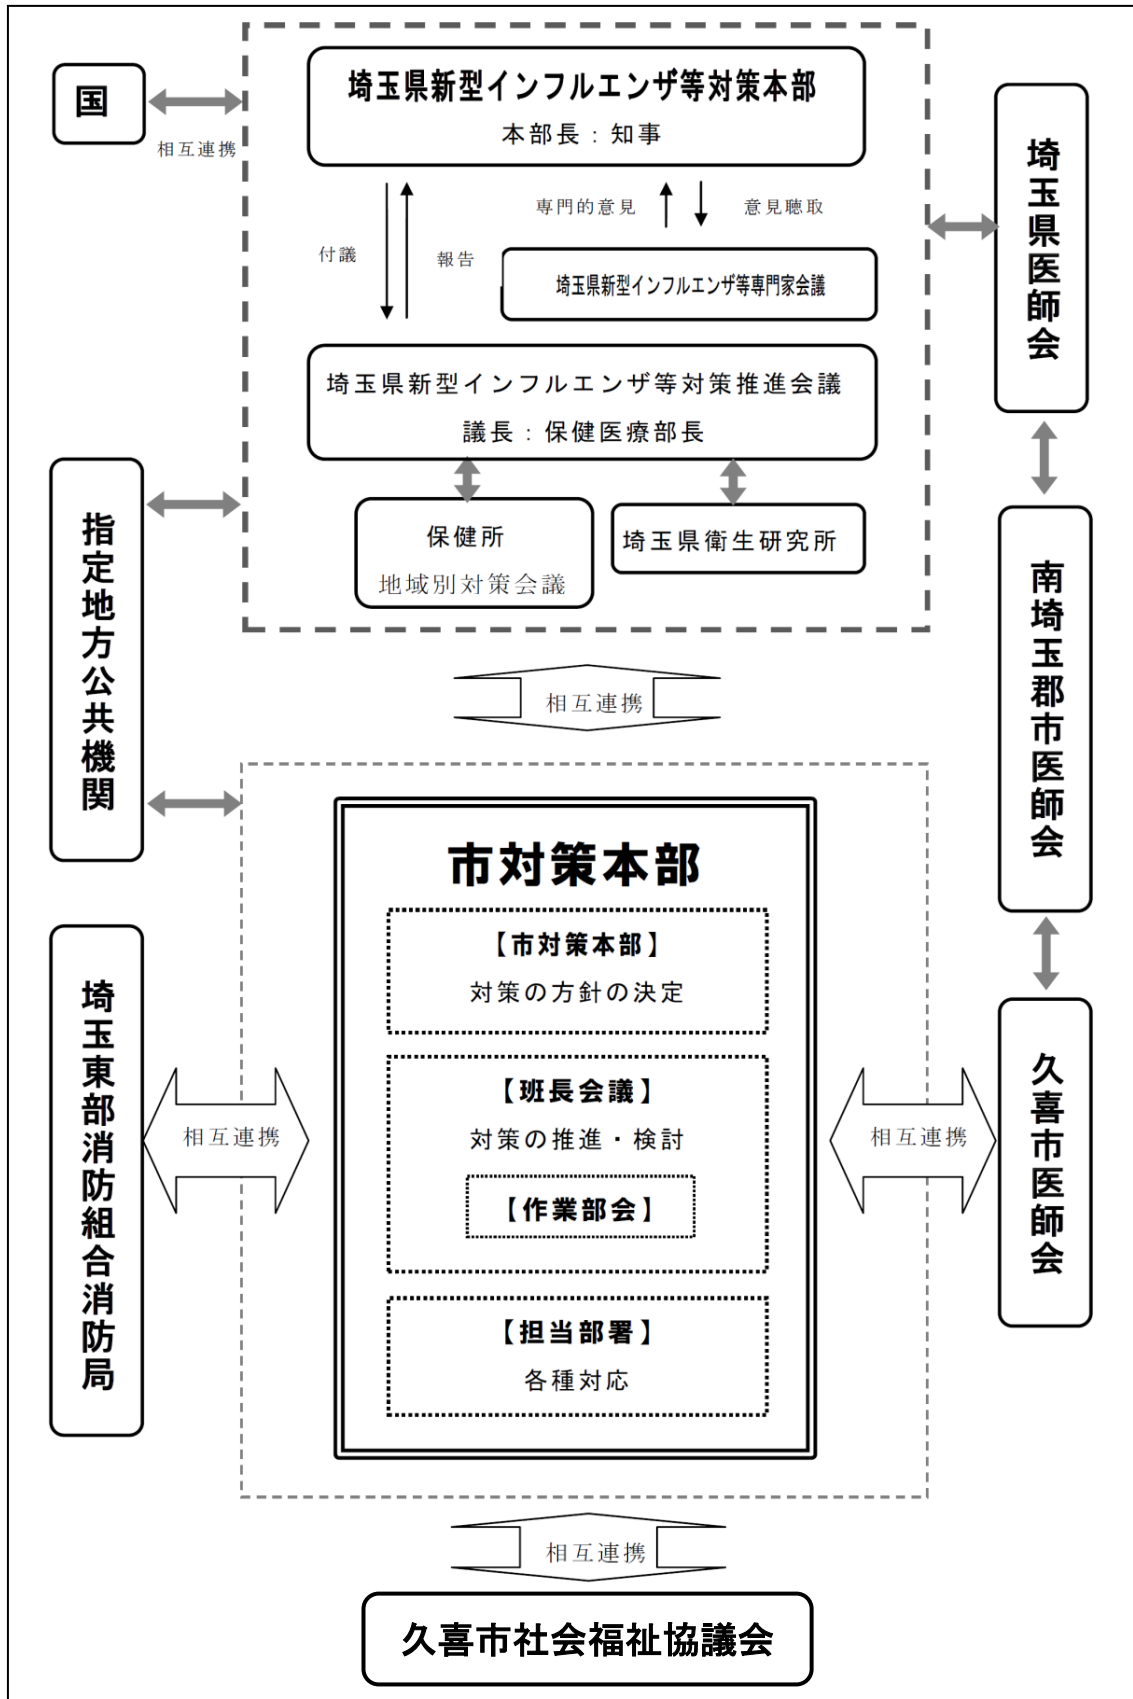 国
相互連携
埼玉県新型インフルエンザ等対策本部
本部長：知事
付議
報告
専門的意見
意見聴取
埼玉県新型インフルエンザ等専門家会議
埼玉県新型インフルエンザ等対策推進会議
議長：保健医療部長
保健所
地域別対策会議
埼玉県衛生研究所
埼玉県医師会
指定地方公共機関
南埼玉郡市医師会
相互連携
市対策本部
【市対策本部】
対策の方針の決定
【班長会議】
対策の推進・検討
【作業部会】
【担当部署】
各種対応
埼玉東部消防組合消防局
相互連携
相互連携
久喜市医師会
相互連携
久喜市社会福祉協議会